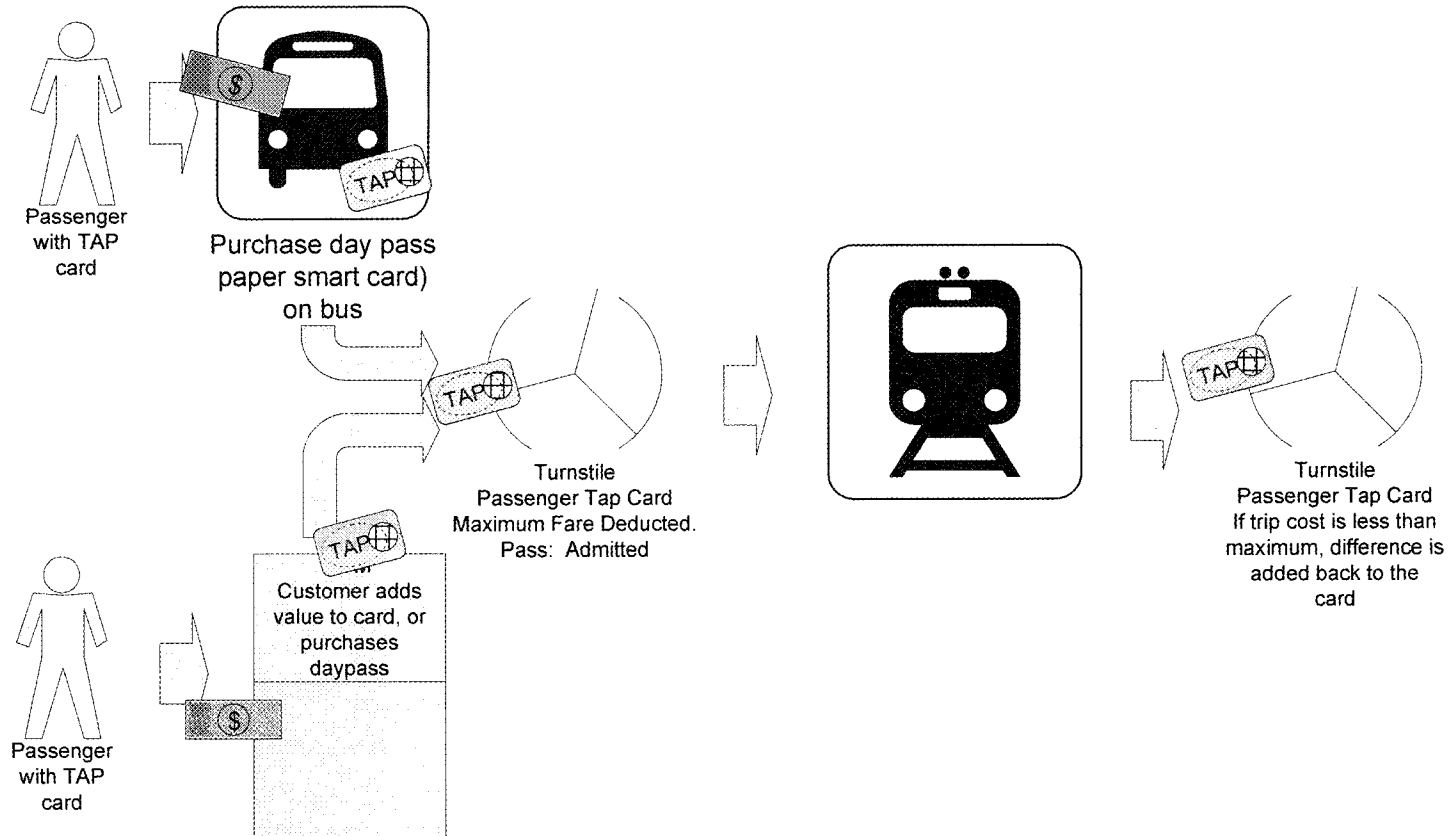 $
TAP
Passenger
with TAP
card
Purchase day pass
paper smart card)
on bus
TAP
Turnstile
Passenger Tap Card
Maximum Fare Deducted.
Pass: Admitted
TAP
Turnstile
Passenger Tap Card
If trip cost is less than
maximum, difference is
added back to the
card
TAP
Customer adds
value to card, or
purchases
daypass
$
Passenger
with TAP
card